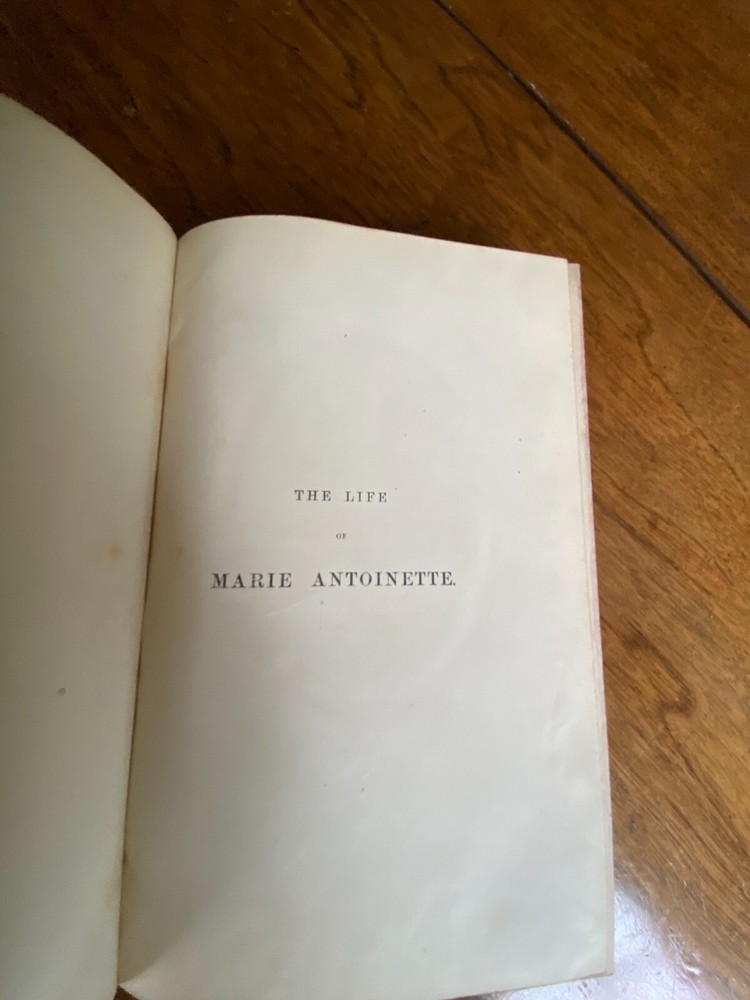 THE LIFE
OF
MARIE ANTOINETTE.